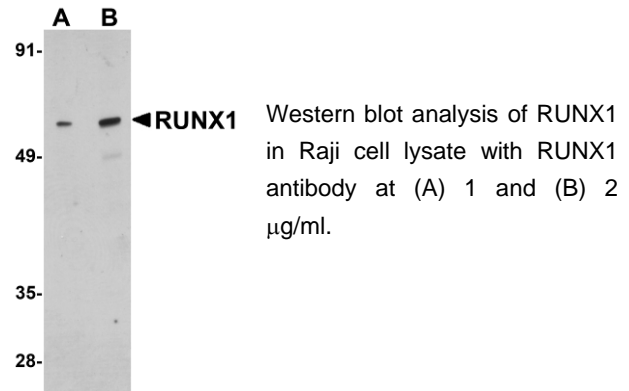 A B
91-
RUNX1
49-
35-
28-
Western blot analysis of RUNX1
in Raji cell lysate with RUNX1
antibody at (A) 1 and (B) 2
μg/ml.